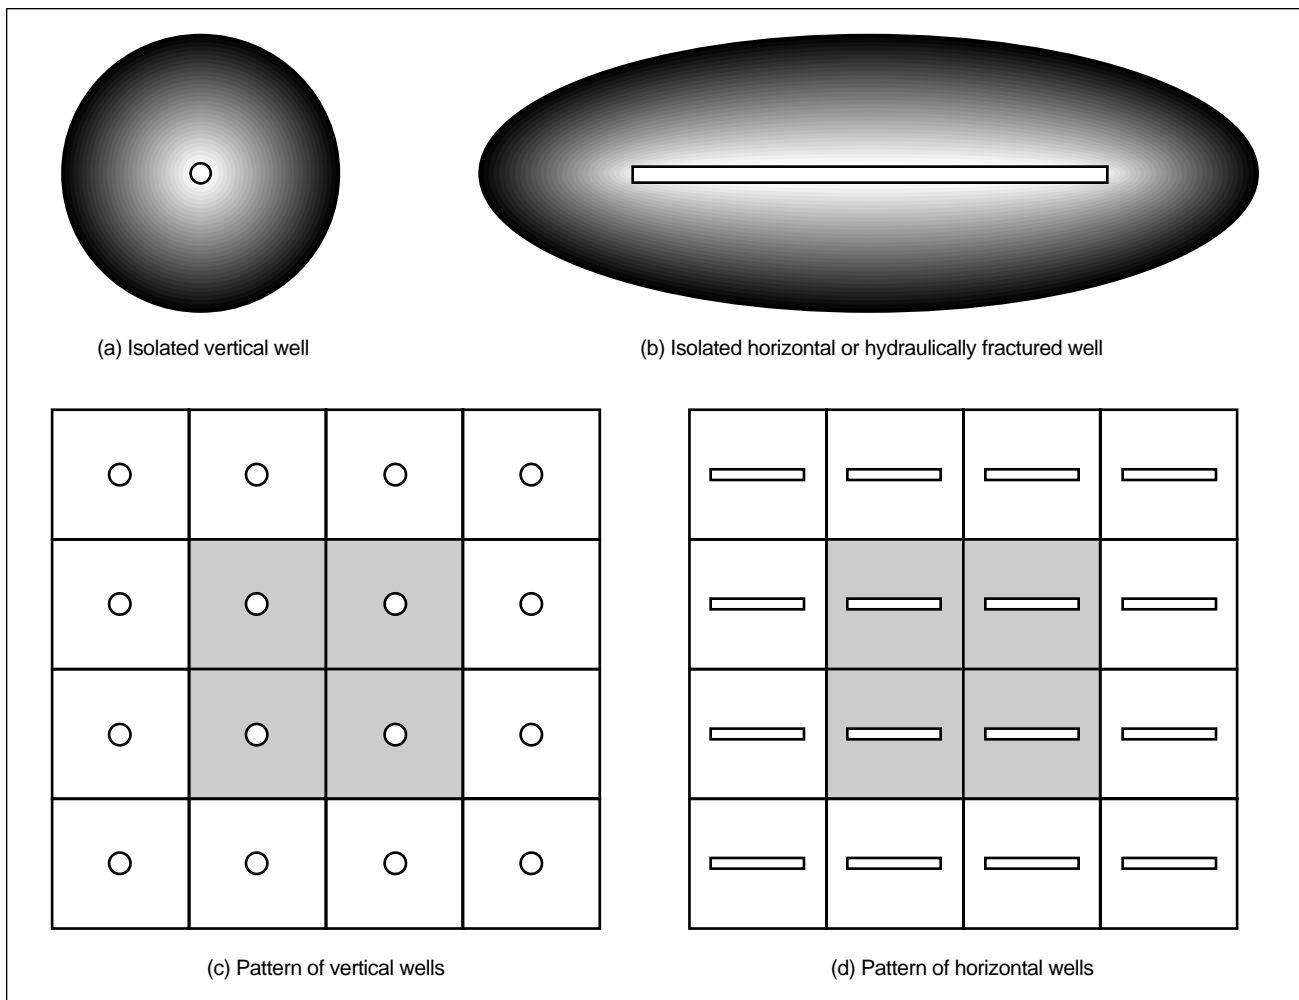 (a) Isolated vertical well
(b) Isolated horizontal or hydraulically fractured well
(c) Pattern of vertical wells
(d) Pattern of horizontal wells